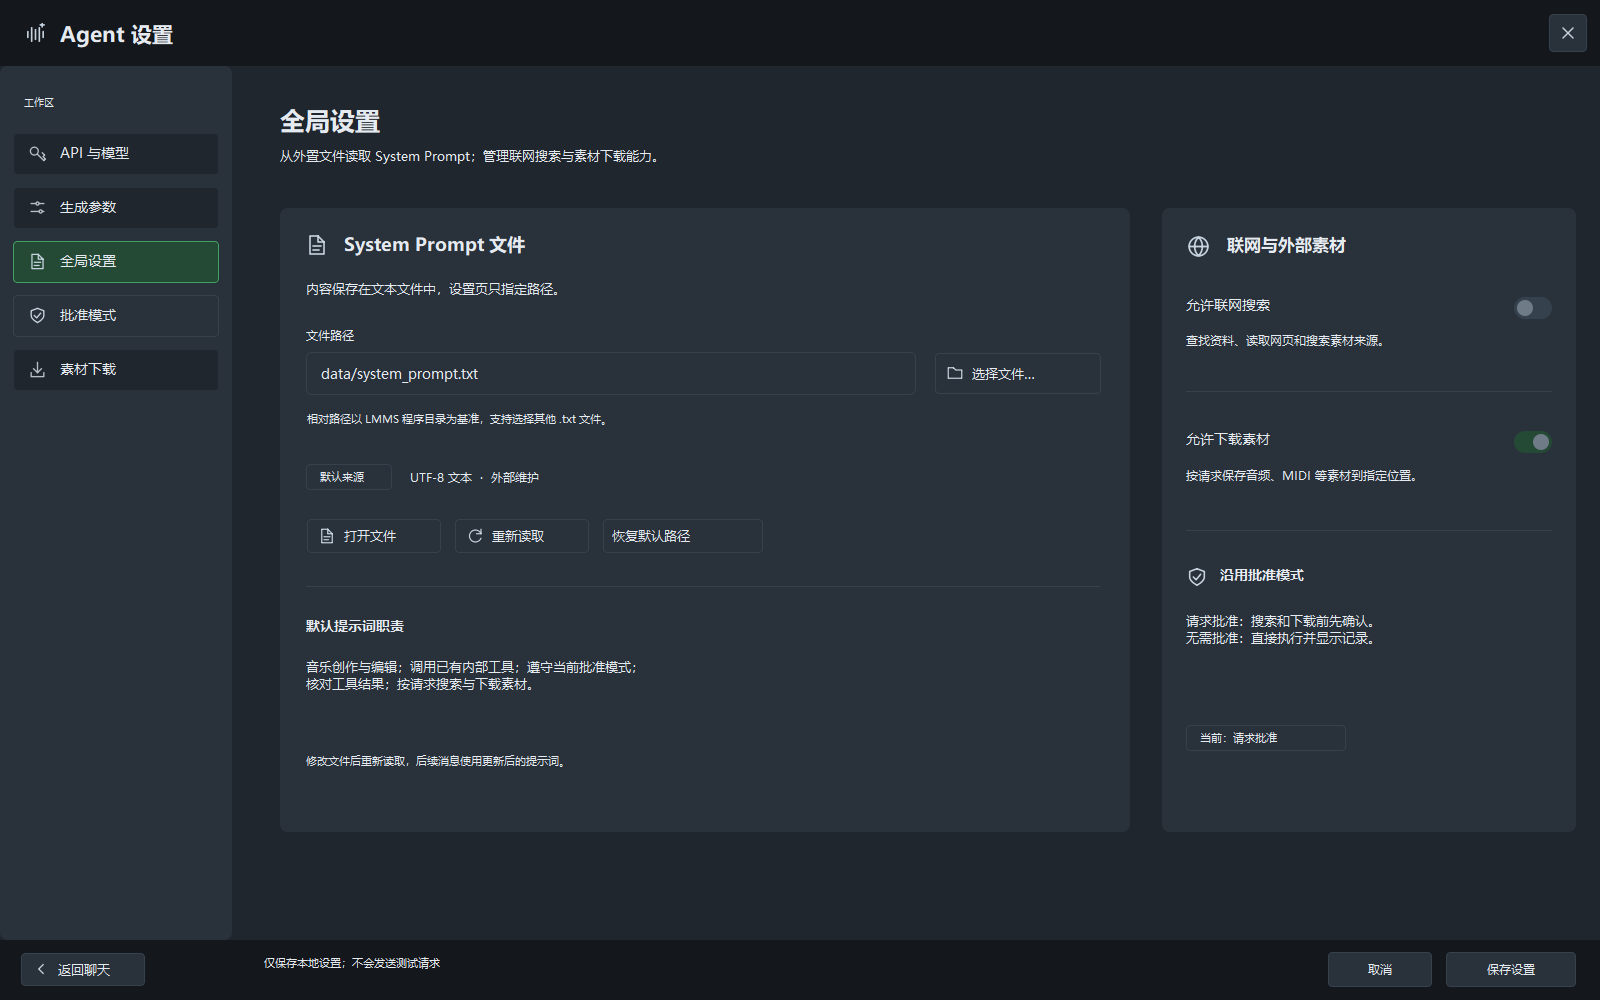 Agent 设置
工作区
API 与模型
生成参数
全局设置
批准模式
素材下载
全局设置
从外置文件读取 System Prompt；管理联网搜索与素材下载能力。
System Prompt 文件
内容保存在文本文件中，设置页只指定路径。
文件路径
data/system_prompt.txt
选择文件...
相对路径以 LMMS 程序目录为基准，支持选择其他 .txt 文件。
默认来源
UTF-8 文本 · 外部维护
打开文件
重新读取
恢复默认路径
默认提示词职责
音乐创作与编辑；调用已有内部工具；遵守当前批准模式；
核对工具结果；按请求搜索与下载素材。
修改文件后重新读取，后续消息使用更新后的提示词。
联网与外部素材
允许联网搜索
查找资料、读取网页和搜索素材来源。
允许下载素材
按请求保存音频、MIDI 等素材到指定位置。
沿用批准模式
请求批准：搜索和下载前先确认。
无需批准：直接执行并显示记录。
当前：请求批准
返回聊天
仅保存本地设置；不会发送测试请求
取消
保存设置